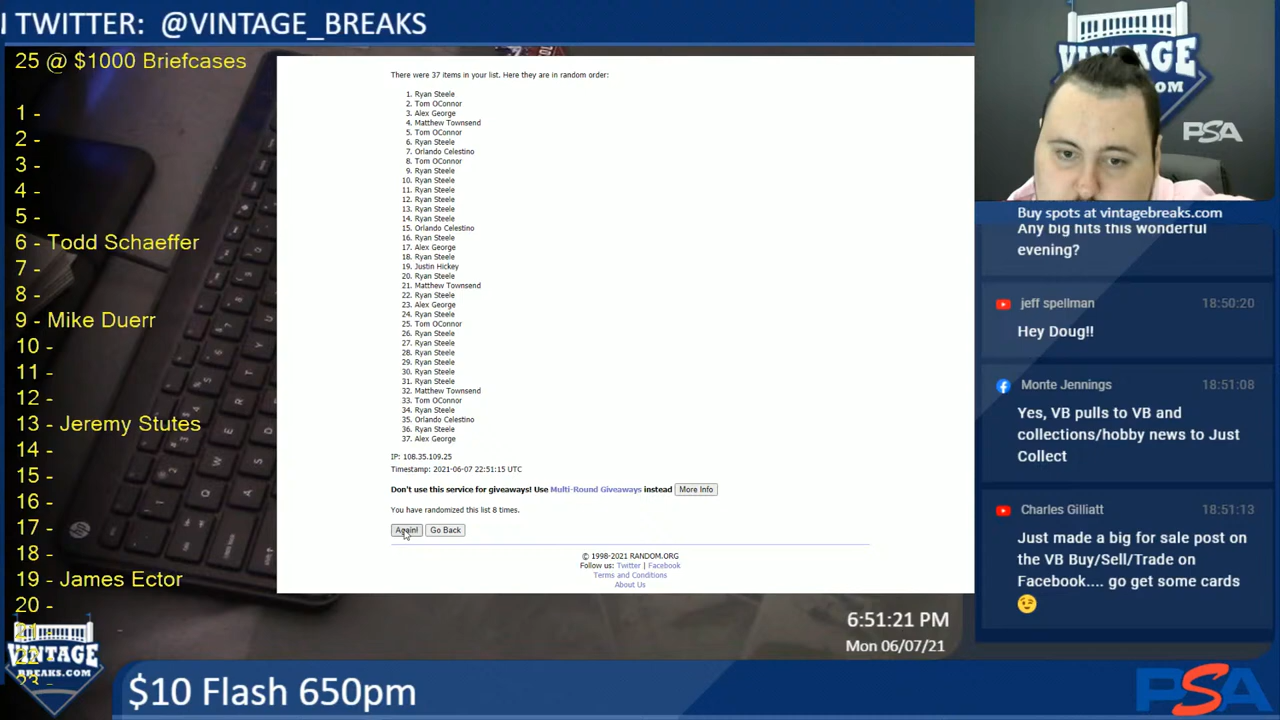 N TWITTER: @VINTAGE_BREAKS
25 @ $1000 Briefcases
1 -
2 -
3 -
4 -
5 -
6 - Todd Schaeffer
7 -
8 -
9 - Mike Duerr
10 -
11 -
12 -
13 - Jeremy Stutes
14 -
15 -
16 -
17 -
18 -
19 - James Ector
20 -
21 -
22 -
23 -
VINTAGE
BREAKS.COM
There were 37 items in your list. Here they are in random order:
1. Ryan Steele
2. Tom OConnor
3. Alex George
4. Matthew Townsend
5. Tom OConnor
6. Ryan Steele
7. Orlando Celestino
8. Tom OConnor
9. Ryan Steele
10. Ryan Steele
11. Ryan Steele
12. Ryan Steele
13. Ryan Steele
14. Ryan Steele
15. Orlando Celestino
16. Ryan Steele
17. Alex George
18. Ryan Steele
19. Justin Hickey
20. Ryan Steele
21. Matthew Townsend
22. Ryan Steele
23. Alex George
24. Ryan Steele
25. Tom OConnor
26. Ryan Steele
27. Ryan Steele
28. Ryan Steele
29. Ryan Steele
30. Ryan Steele
31. Ryan Steele
32. Matthew Townsend
33. Tom OConnor
34. Ryan Steele
35. Orlando Celestino
36. Ryan Steele
37. Alex George
IP: 108.35.109.25
Timestamp: 2021-06-07 22:51:15 UTC
Don't use this service for giveaways! Use Multi-Round Giveaways instead More Info
You have randomized this list 8 times.
Again! Go Back
© 1998-2021 RANDOM.ORG
Follow us: Twitter | Facebook
Terms and Conditions
About Us
6:51:21 PM
Mon 06/07/21
PSA
Buy spots at vintagebreaks.com
Any big hits this wonderful
evening?
jeff spellman 18:50:20
Hey Doug!!
Monte Jennings 18:51:08
Yes, VB pulls to VB and
collections/hobby news to Just
Collect
Charles Gilliatt 18:51:13
Just made a big for sale post on
the VB Buy/Sell/Trade on
Facebook.... go get some cards
😉
$10 Flash 650pm
PSA